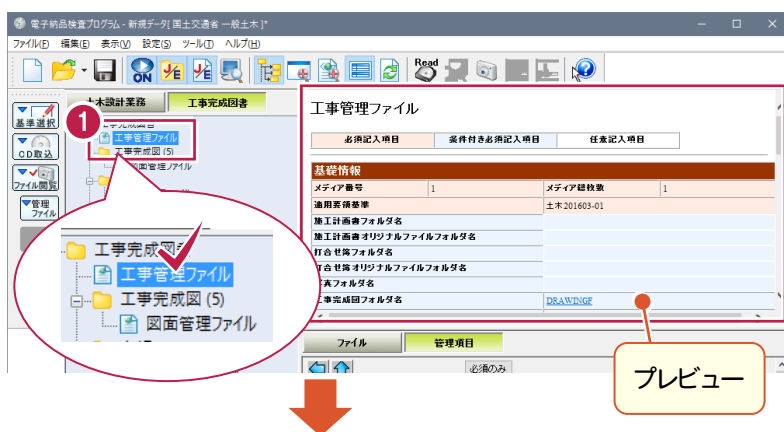 電子納品検査プログラム - 新規データ[ 国土交通省 一般土木 ]*
ファイル(F) 編集(E) 表示(V) 設定(S) ツール(T) ヘルプ(H)
ON
Read
土木設計業務 工事完成図書
1
基準選択
CD取込
ファイル閲覧
管理
ファイル
工事管理ファイル
工事完成図 (5)
図面管理ファイル
工事管理ファイル
必須記入項目 条件付き必須記入項目 任意記入項目
基礎情報
メディア番号 1 メディア総枚数 1
適用要領基準 土木201603-01
施工計画書フォルダ名
施工計画書オリジナルファイルフォルダ名
打合せ簿フォルダ名
打合せ簿オリジナルファイルフォルダ名
真フォルダ名
事完成図フォルダ名 DRAWINGF
工事完成図
工事管理ファイル
工事完成図 (5)
図面管理ファイル
ファイル 管理項目
必須のみ
プレビュー